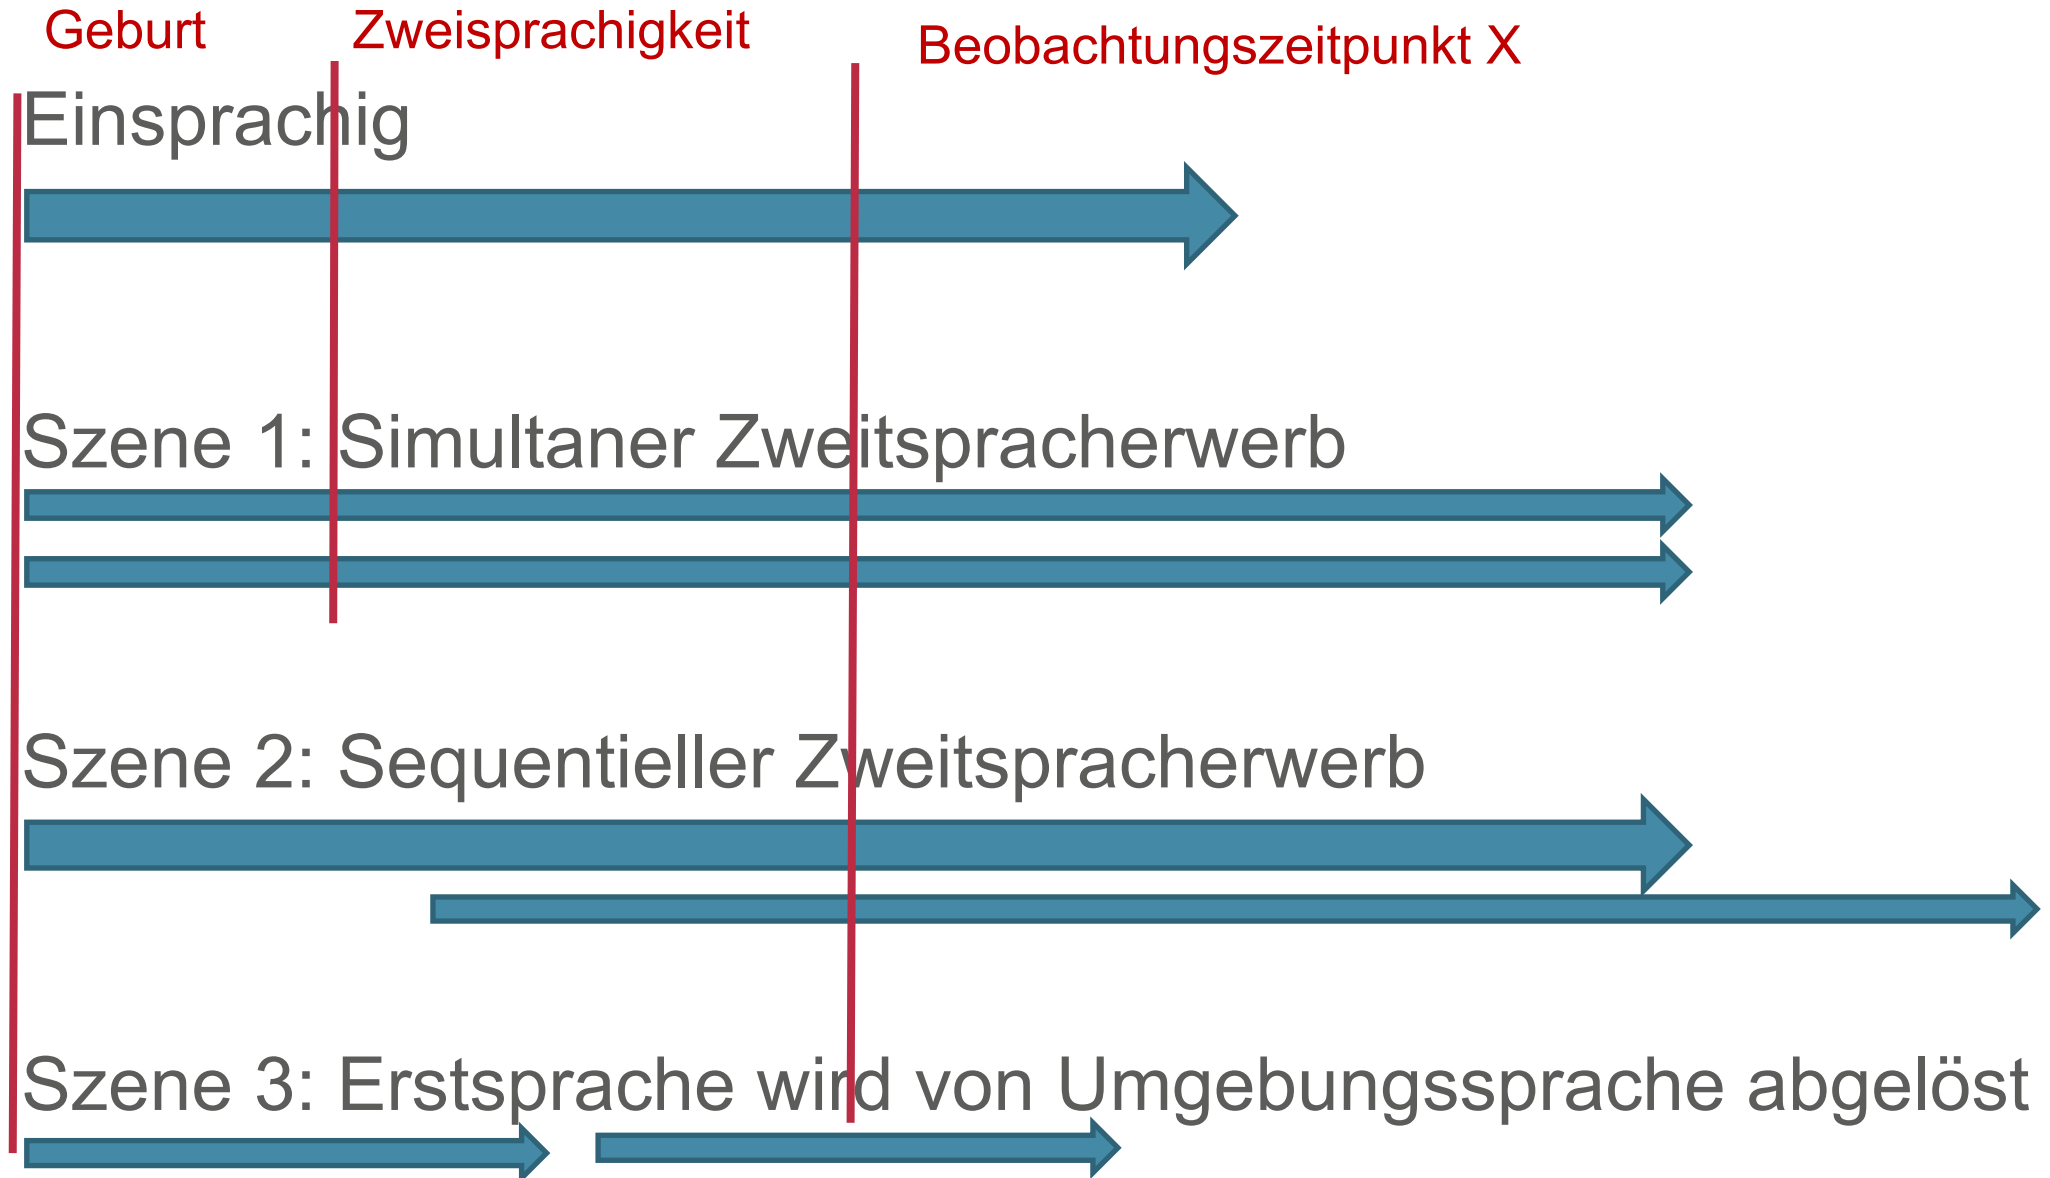 Geburt
Zweisprachigkeit
Beobachtungszeitpunkt X
Einsprachig
Szene 1: Simultaner Zweitspracherwerb
Szene 2: Sequentieller Zweitspracherwerb
Szene 3: Erstsprache wird von Umgebungssprache abgelöst